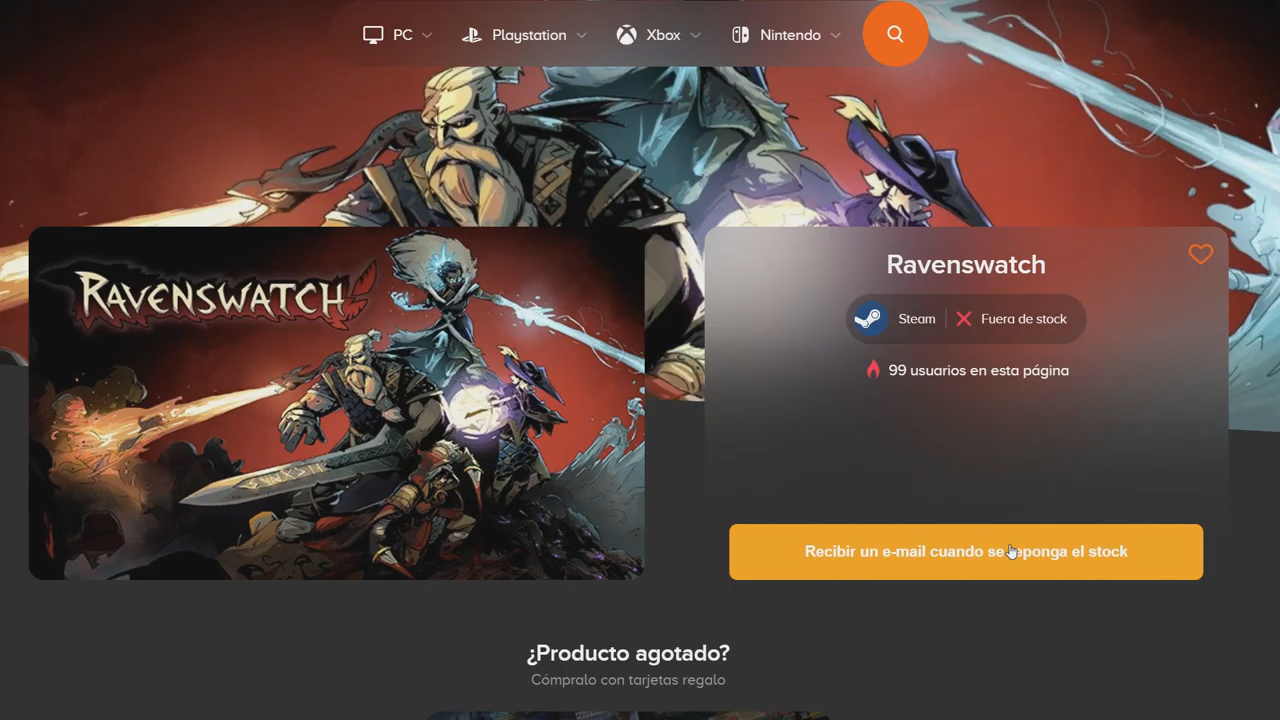 PC
Playstation
Xbox
Nintendo
RAVENSWATCH
Ravenswatch
Steam
Fuera de stock
99 usuarios en esta página
Recibir un e-mail cuando se reponga el stock
¿Producto agotado?
Cómpralo con tarjetas regalo